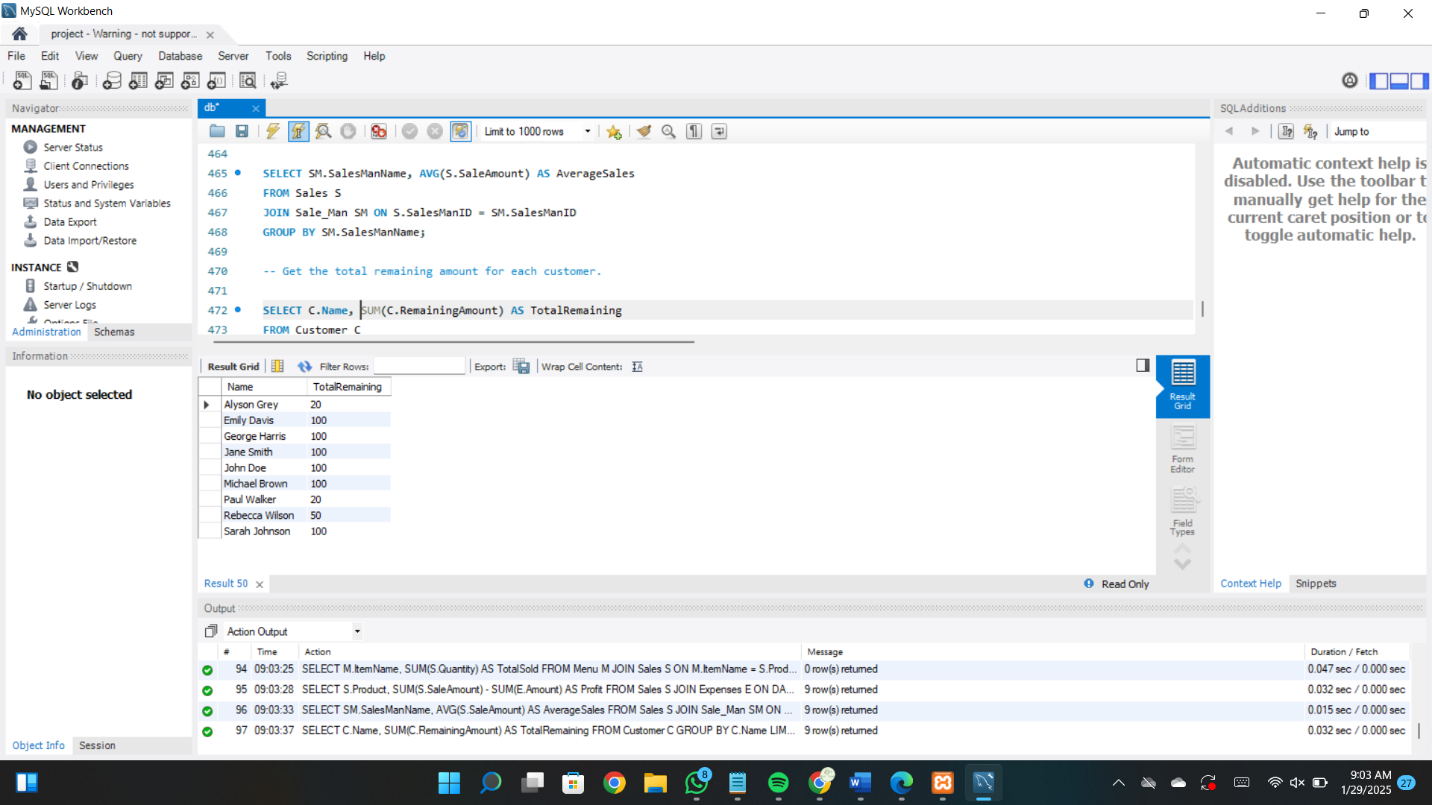 MySQL Workbench
project - Warning - not suppor...
File Edit View Query Database Server Tools Scripting Help
Navigator
MANAGEMENT
Server Status
Client Connections
Users and Privileges
Status and System Variables
Data Export
Data Import/Restore
INSTANCE
Startup / Shutdown
Server Logs
Options File
Administration Schemas
Information
No object selected
Object Info Session
db*
Limit to 1000 rows
464
465 SELECT SM.SalesManName, AVG(S.SaleAmount) AS AverageSales
466 FROM Sales S
467 JOIN Sale_Man SM ON S.SalesManID = SM.SalesManID
468 GROUP BY SM.SalesManName;
469
470 -- Get the total remaining amount for each customer.
471
472 SELECT C.Name, SUM(C.RemainingAmount) AS TotalRemaining
473 FROM Customer C
Result Grid Filter Rows: Export: Wrap Cell Content:
Name TotalRemaining
Alyson Grey 20
Emily Davis 100
George Harris 100
Jane Smith 100
John Doe 100
Michael Brown 100
Paul Walker 20
Rebecca Wilson 50
Sarah Johnson 100
Result Grid
Form Editor
Field Types
Result 50 Read Only
SQLAdditions
Jump to
Automatic context help is
disabled. Use the toolbar t
manually get help for the
current caret position or to
toggle automatic help.
Context Help Snippets
Output
Action Output
# Time Action Message Duration / Fetch
94 09:03:25 SELECT M.ItemName, SUM(S.Quantity) AS TotalSold FROM Menu M JOIN Sales S ON M.ItemName = S.Prod... 0 row(s) returned 0.047 sec / 0.000 sec
95 09:03:28 SELECT S.Product, SUM(S.SaleAmount) - SUM(E.Amount) AS Profit FROM Sales S JOIN Expenses E ON DA... 9 row(s) returned 0.032 sec / 0.000 sec
96 09:03:33 SELECT SM.SalesManName, AVG(S.SaleAmount) AS AverageSales FROM Sales S JOIN Sale_Man SM ON ... 9 row(s) returned 0.015 sec / 0.000 sec
97 09:03:37 SELECT C.Name, SUM(C.RemainingAmount) AS TotalRemaining FROM Customer C GROUP BY C.Name LIM... 9 row(s) returned 0.032 sec / 0.000 sec
8
9:03 AM
1/29/2025
27